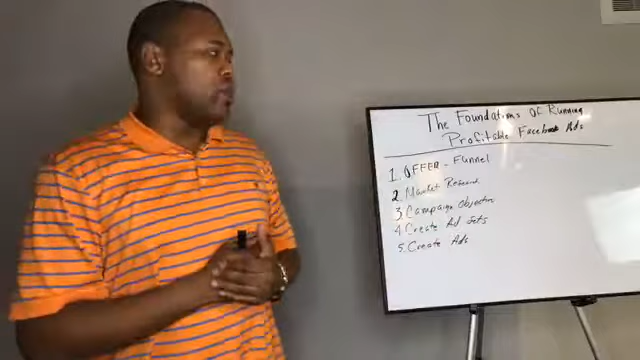 The Foundations Of Running
Profitable Facebook Ads
1. OFFER - Funnel
2. Market Research
3. Campaign Objective
4. Create Ad Sets
5. Create Ads